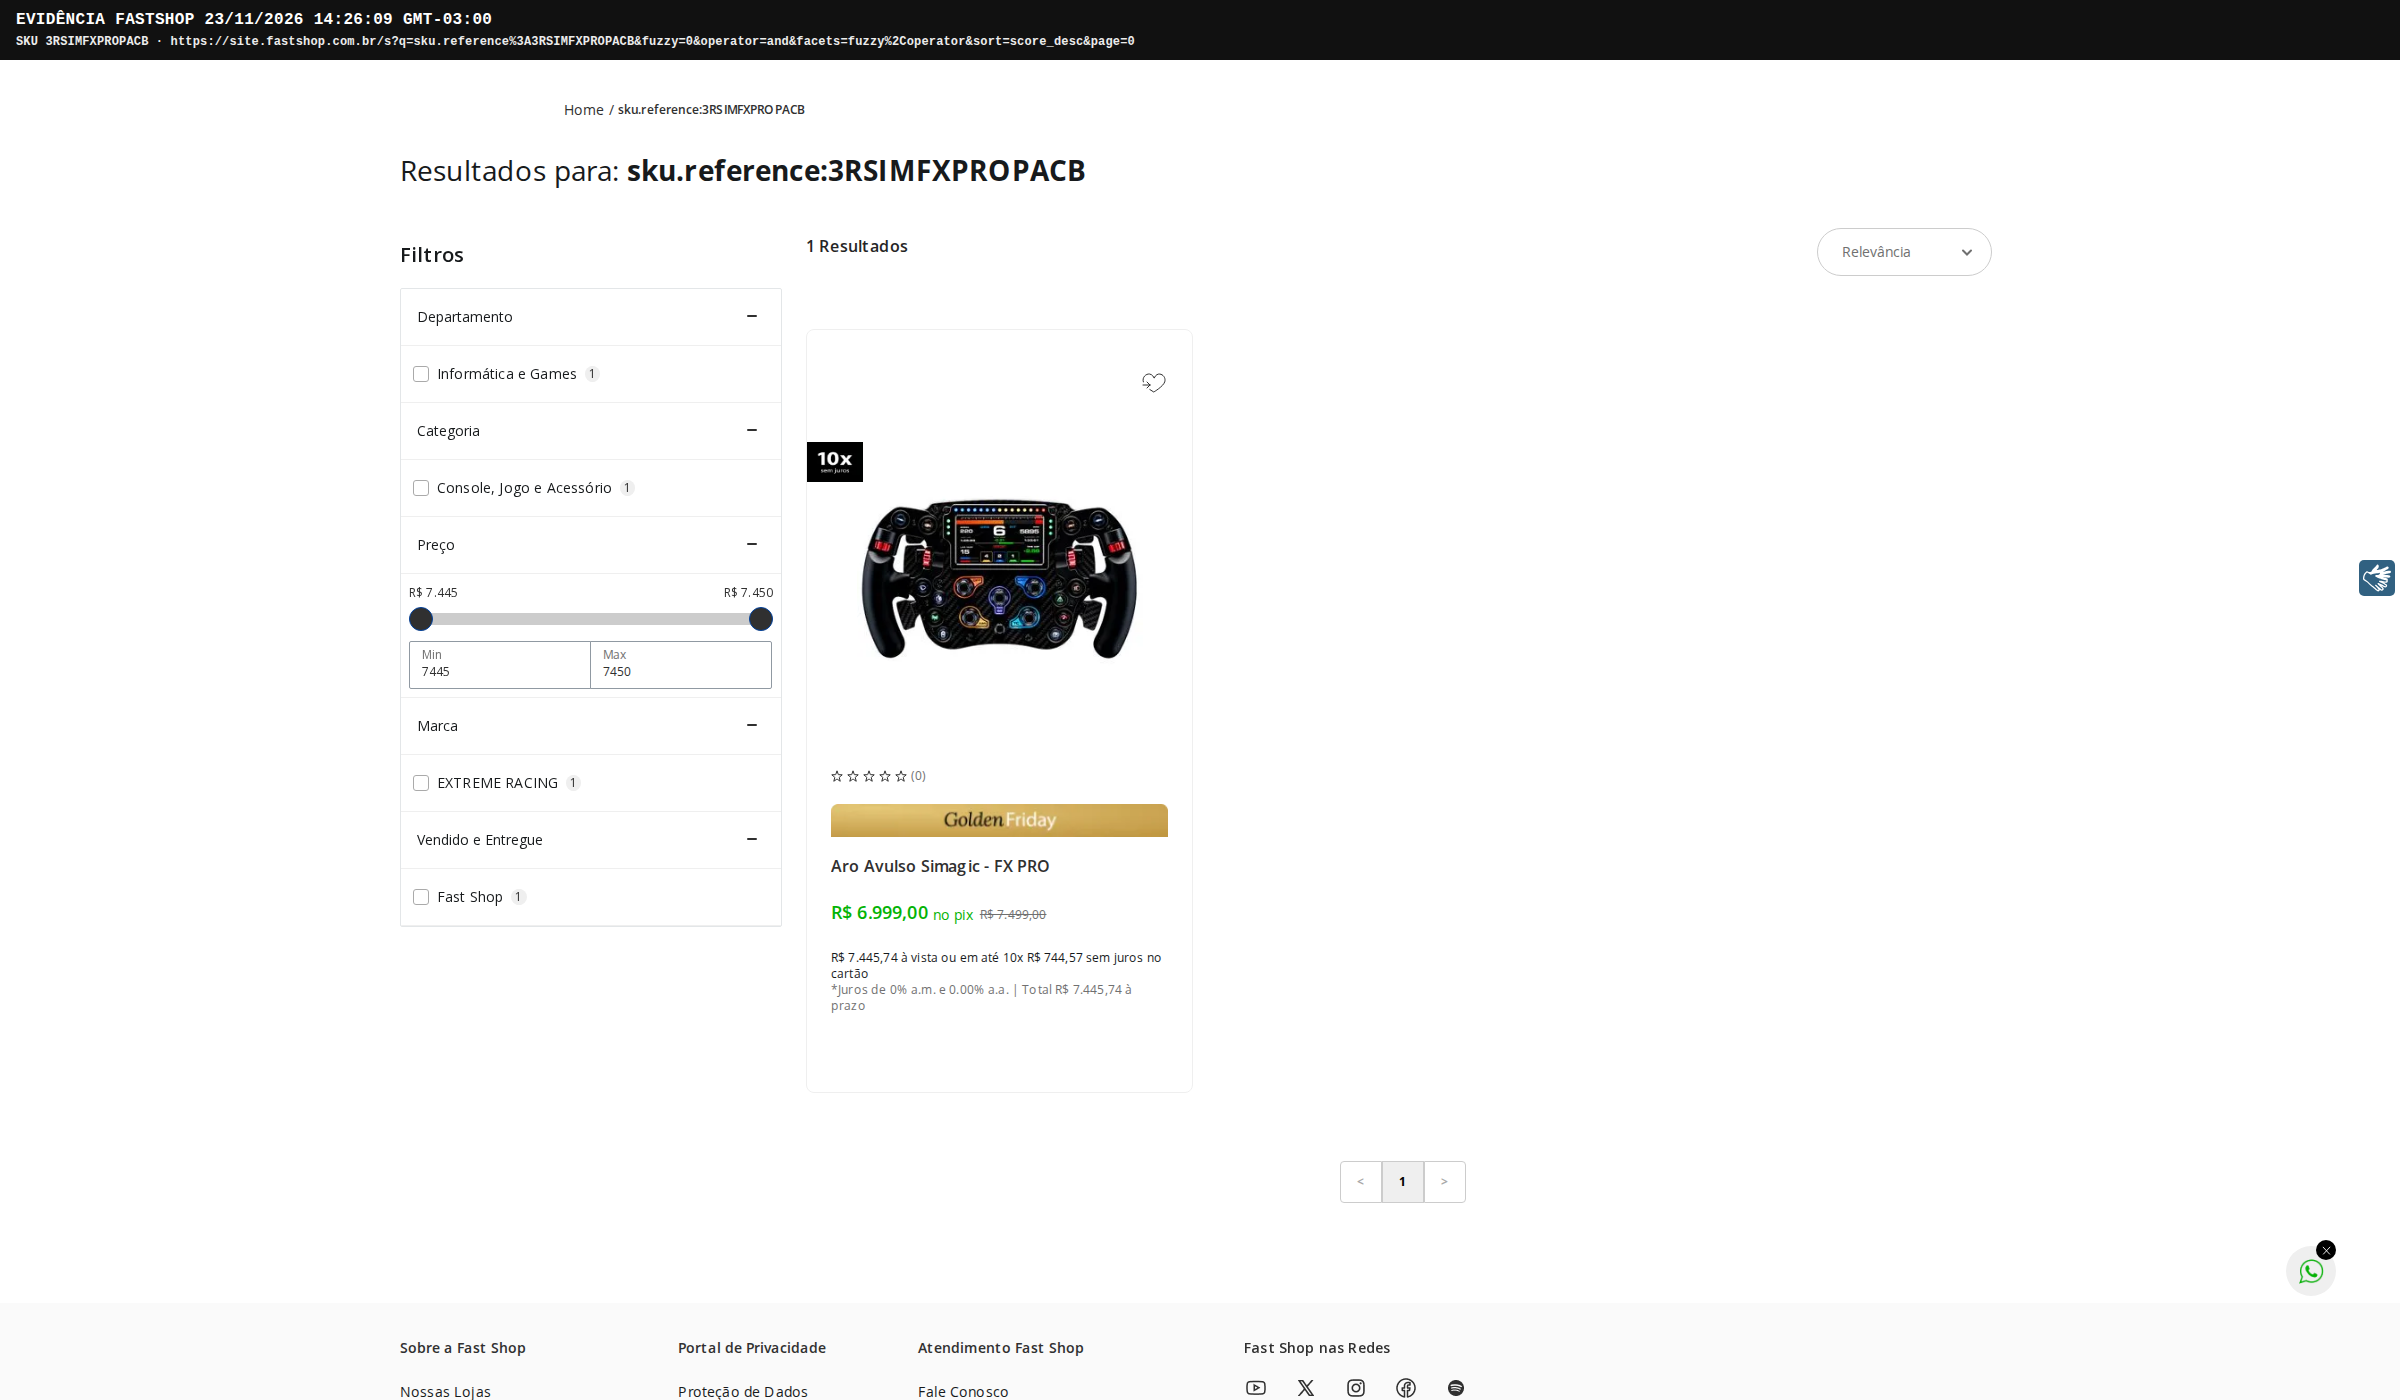 EVIDÊNCIA FASTSHOP 23/11/2026 14:26:09 GMT-03:00
SKU 3RSIMFXPROPACB · https://site.fastshop.com.br/s?q=sku.reference%3A3RSIMFXPROPACB&fuzzy=0&operator=and&facets=fuzzy%2Coperator&sort=score_desc&page=0
Home / sku.reference:3RSIMFXPROPACB
Resultados para: sku.reference:3RSIMFXPROPACB
Filtros
1 Resultados
Relevância
Departamento
Informática e Games 1
Categoria
Console, Jogo e Acessório 1
Preço
R$ 7.445 R$ 7.450
Min Max
7445 7450
Marca
EXTREME RACING 1
Vendido e Entregue
Fast Shop 1
10x
sem juros
6
(0)
Golden Friday
Aro Avulso Simagic - FX PRO
R$ 6.999,00 no pix R$ 7.499,00
R$ 7.445,74 à vista ou em até 10x R$ 744,57 sem juros no
cartão
*Juros de 0% a.m. e 0.00% a.a. | Total R$ 7.445,74 à
prazo
< 1 >
Sobre a Fast Shop
Portal de Privacidade
Atendimento Fast Shop
Fast Shop nas Redes
Nossas Lojas
Proteção de Dados
Fale Conosco